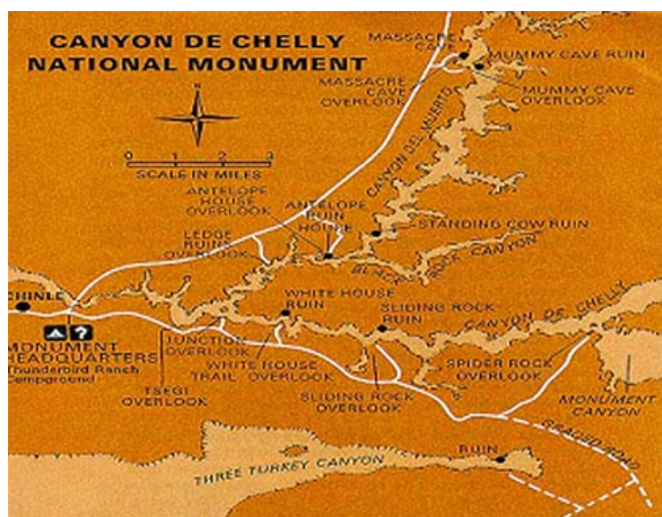 CANYON DE CHELLY
NATIONAL MONUMENT
N
MASSACRE
CAVE
MUMMY CAVE RUIN
MASSACRE
CAVE
OVERLOOK
MUMMY CAVE
OVERLOOK
CANYON DEL MUERTO
0 1 2 3
SCALE IN MILES
ANTELOPE
HOUSE
OVERLOOK
ANTELOPE
RUIN
HOUSE
STANDING COW RUIN
LEDGE
RUINS
OVERLOOK
BLACK ROCK CANYON
CHINLE
WHITE HOUSE
RUIN
SLIDING ROCK
RUIN
CANYON DE CHELLY
?
MONUMENT
HEADQUARTERS
Thunderbird Ranch
Campground
JUNCTION
OVERLOOK
WHITE HOUSE
TRAIL OVERLOOK
SPIDER ROCK
OVERLOOK
TSEGI
OVERLOOK
SLIDING ROCK
OVERLOOK
MONUMENT
CANYON
GRADED ROAD
RUIN
THREE TURKEY CANYON